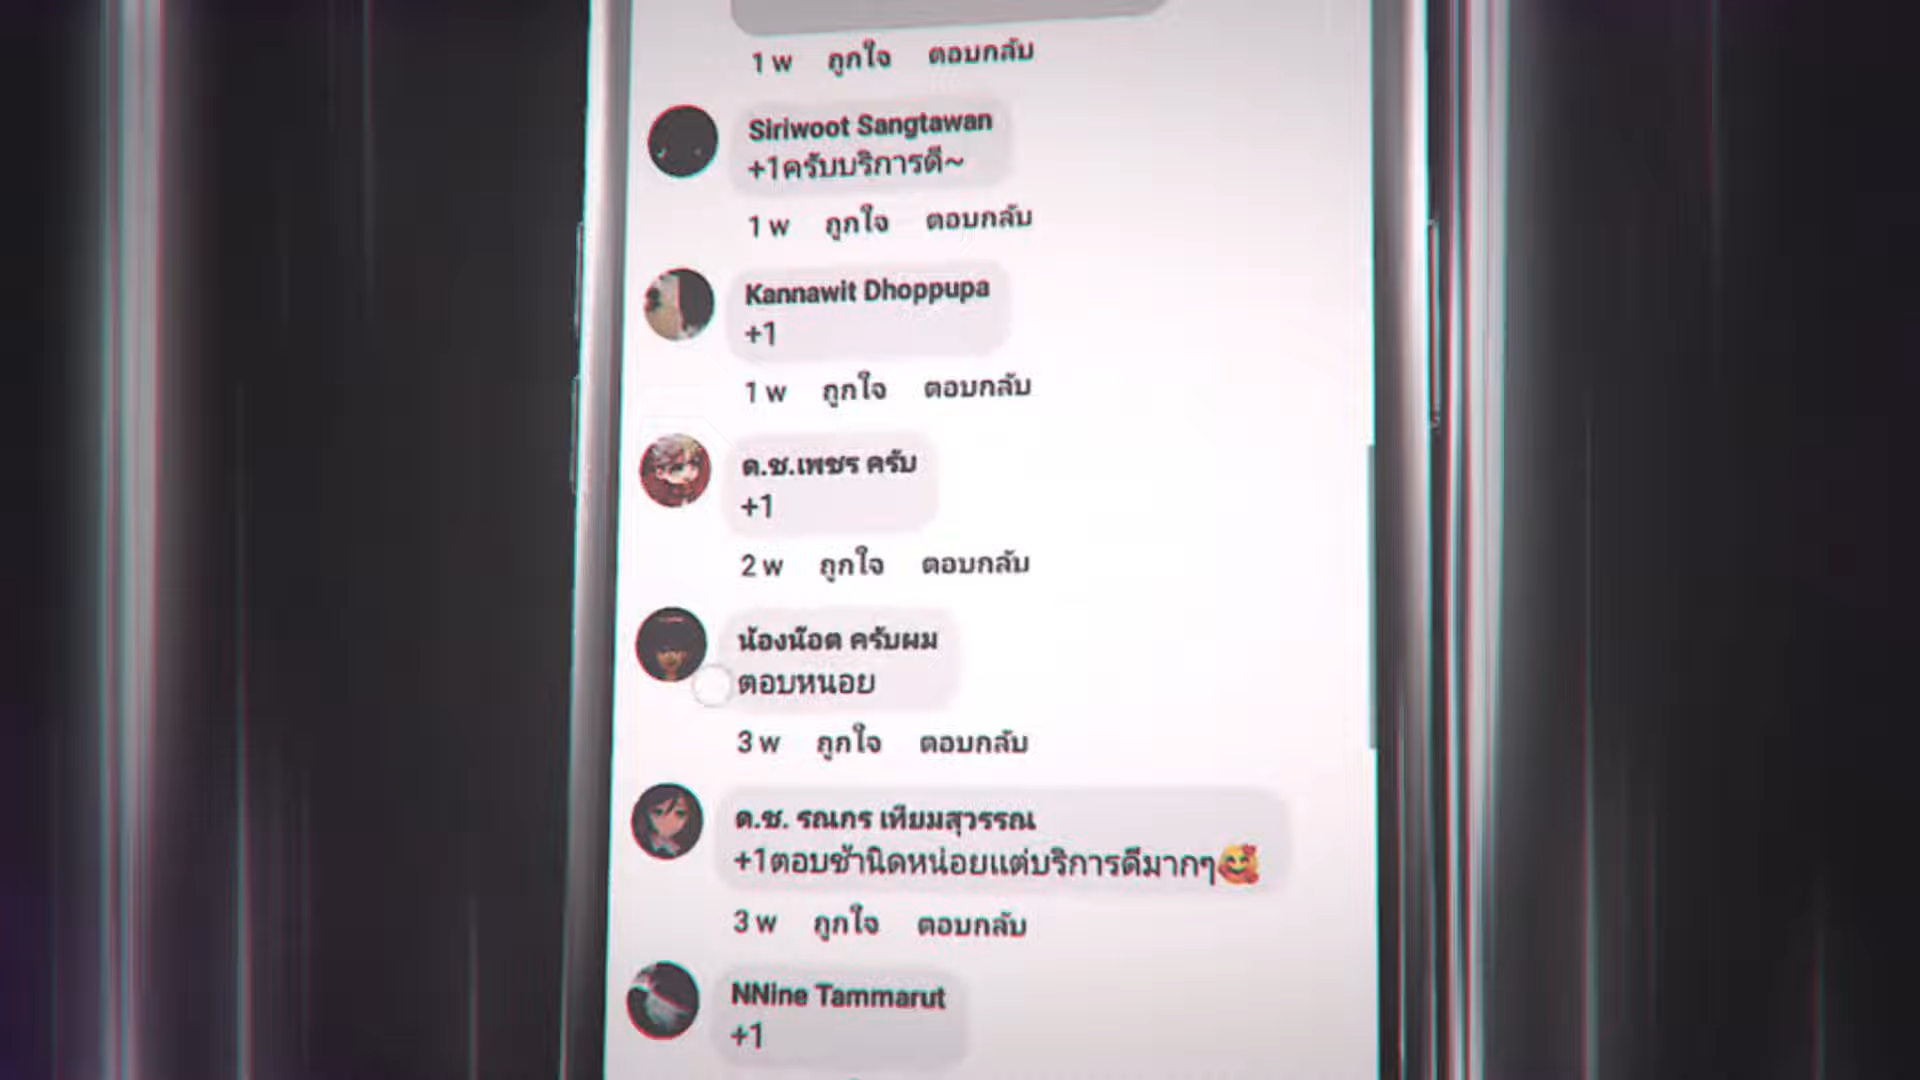 1 w ถูกใจ ตอบกลับ
Siriwoot Sangtawan
+1ครับบริการดี~
1 w ถูกใจ ตอบกลับ
Kannawit Dhoppupa
+1
1 w ถูกใจ ตอบกลับ
ด.ช.เพชร ครับ
+1
2 w ถูกใจ ตอบกลับ
น้องน๊อต ครับผม
ตอบหนอย
3 w ถูกใจ ตอบกลับ
ด.ช. รณกร เทียมสุวรรณ
+1ตอบช้านิดหน่อยแต่บริการดีมากๆ🥰
3 w ถูกใจ ตอบกลับ
NNine Tammarut
+1